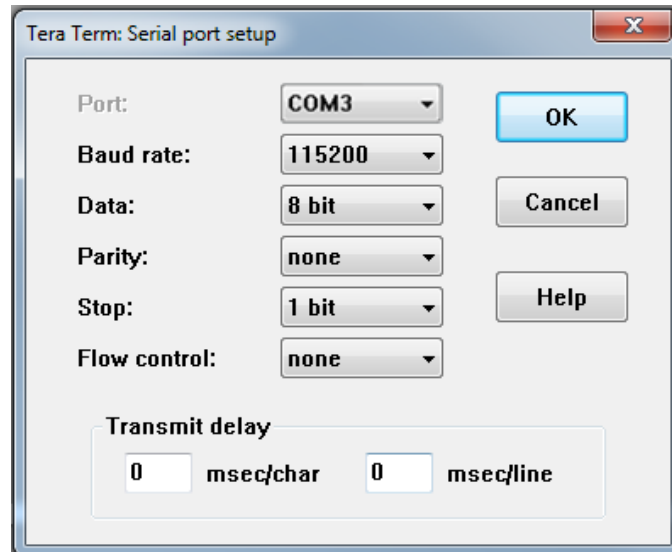 Tera Term: Serial port setup
Port: COM3
OK
Baud rate: 115200
Data: 8 bit
Cancel
Parity: none
Stop: 1 bit
Help
Flow control: none
Transmit delay
0 msec/char 0 msec/line